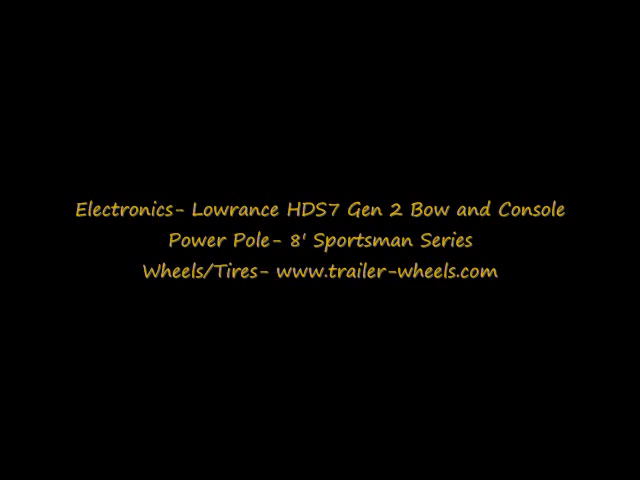 Electronics- Lowrance HDS7 Gen 2 Bow and Console
Power Pole- 8' Sportsman Series
Wheels/Tires- www.trailer-wheels.com